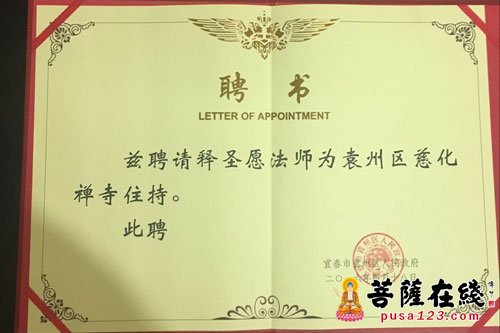 聘 书
LETTER OF APPOINTMENT
兹聘请释圣愿法师为袁州区慈化
禅寺住持。
此聘
宜春市袁州区人民政府
菩薩在綫
pusa123.com